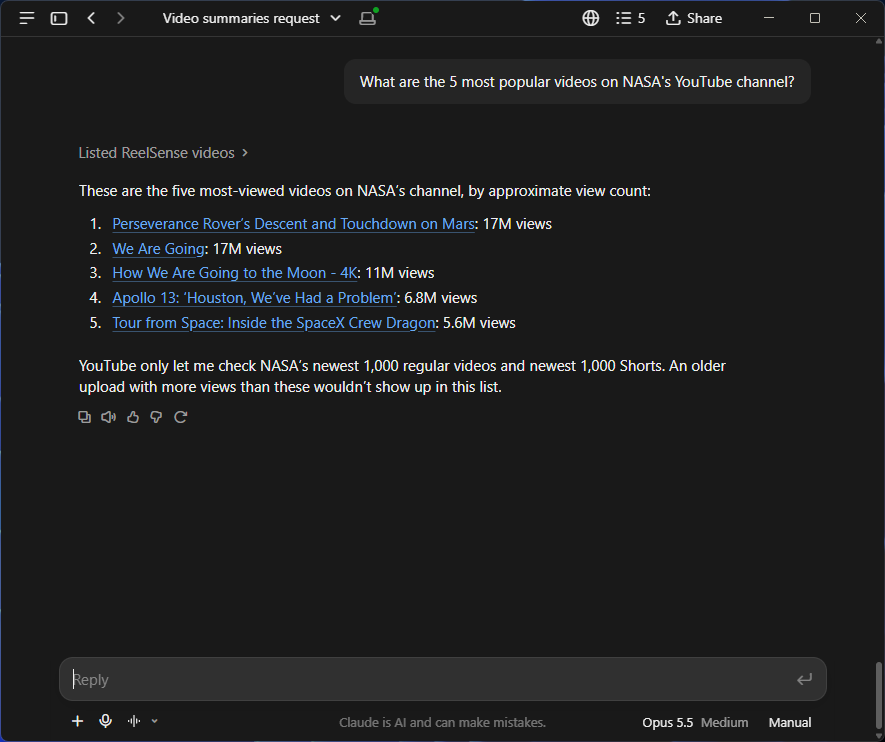 Video summaries request
5
Share
What are the 5 most popular videos on NASA's YouTube channel?
Listed ReelSense videos
These are the five most-viewed videos on NASA’s channel, by approximate view count:
1. Perseverance Rover’s Descent and Touchdown on Mars: 17M views
2. We Are Going: 17M views
3. How We Are Going to the Moon - 4K: 11M views
4. Apollo 13: ‘Houston, We’ve Had a Problem’: 6.8M views
5. Tour from Space: Inside the SpaceX Crew Dragon: 5.6M views
YouTube only let me check NASA’s newest 1,000 regular videos and newest 1,000 Shorts. An older
upload with more views than these wouldn’t show up in this list.
Reply
Claude is AI and can make mistakes.
Opus 5.5 Medium
Manual